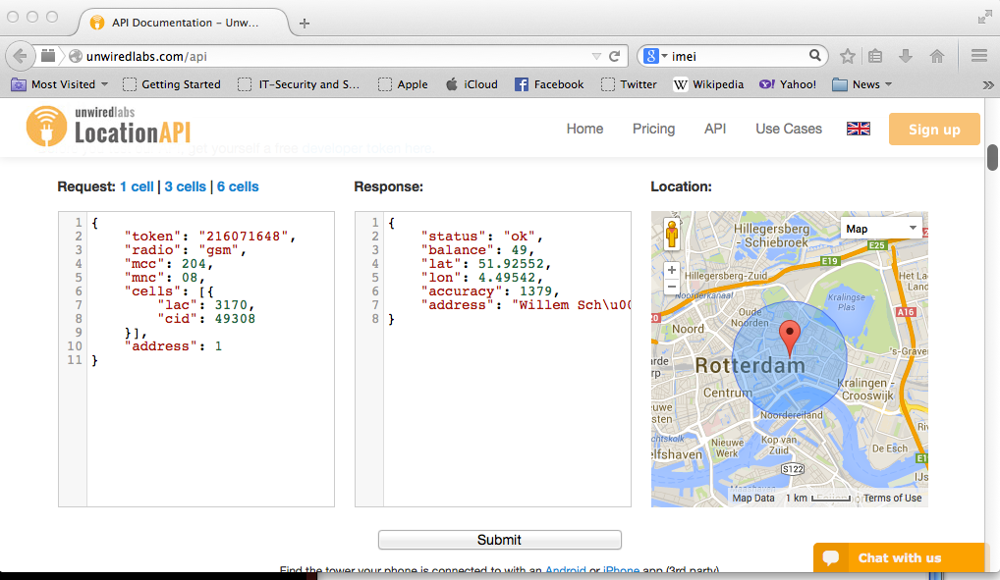 API Documentation – Unw...
unwiredlabs.com/api
imei
Most Visited
Getting Started
IT-Security and S...
Apple
iCloud
Facebook
Twitter
Wikipedia
Yahoo!
News
unwiredlabs
LocationAPI
Home
Pricing
API
Use Cases
Sign up
get yourself a free developer token here.
Request: 1 cell | 3 cells | 6 cells
1 {
2 "token": "216071648",
3 "radio": "gsm",
4 "mcc": 204,
5 "mnc": 08,
6 "cells": [{
7 "lac": 3170,
8 "cid": 49308
9 }],
10 "address": 1
11 }
Response:
1 {
2 "status": "ok",
3 "balance": 49,
4 "lat": 51.92552,
5 "lon": 4.49542,
6 "accuracy": 1379,
7 "address": "Willem Sch\u00
8 }
Location:
Map
Hillegersberg
- Schiebroek
E25
E19
Hillegersberg-Zuid
Noorderkanaal
Het La
Land
Kralingse
Plas
Oude
Noorden
20
A16
Noord
's-Graver
Rotterdam
Centrum
Kralingen -
Crooswijk
Noordereiland
Nieuwe
Werk
Kop van
Zuid
De Esch
elfshaven
E1
S122
IJs
Map Data
1 km
Terms of Use
Submit
Find the tower your phone is connected to with an Android or iPhone app (3rd party)
Chat with us